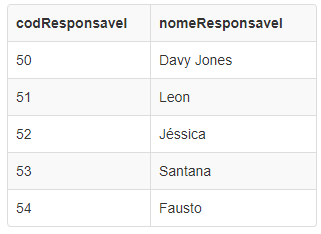 codResponsavel nomeResponsavel
50 Davy Jones
51 Leon
52 Jéssica
53 Santana
54 Fausto